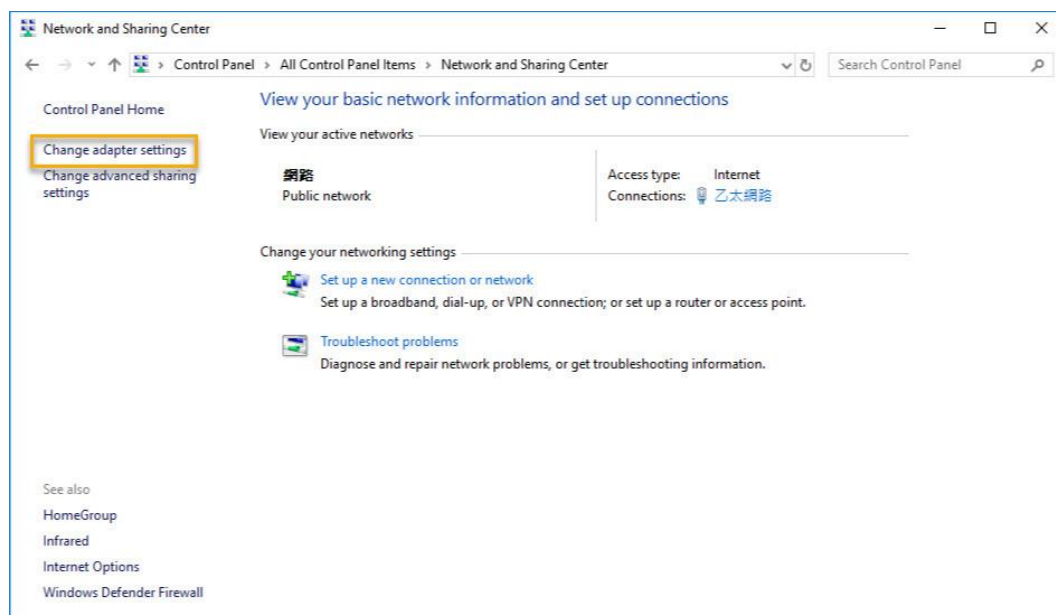 Network and Sharing Center
Control Panel > All Control Panel Items > Network and Sharing Center
Search Control Panel
Control Panel Home
Change adapter settings
Change advanced sharing
settings
View your basic network information and set up connections
View your active networks
網路
Public network
Access type: Internet
Connections: 乙太網路
Change your networking settings
Set up a new connection or network
Set up a broadband, dial-up, or VPN connection; or set up a router or access point.
Troubleshoot problems
Diagnose and repair network problems, or get troubleshooting information.
See also
HomeGroup
Infrared
Internet Options
Windows Defender Firewall